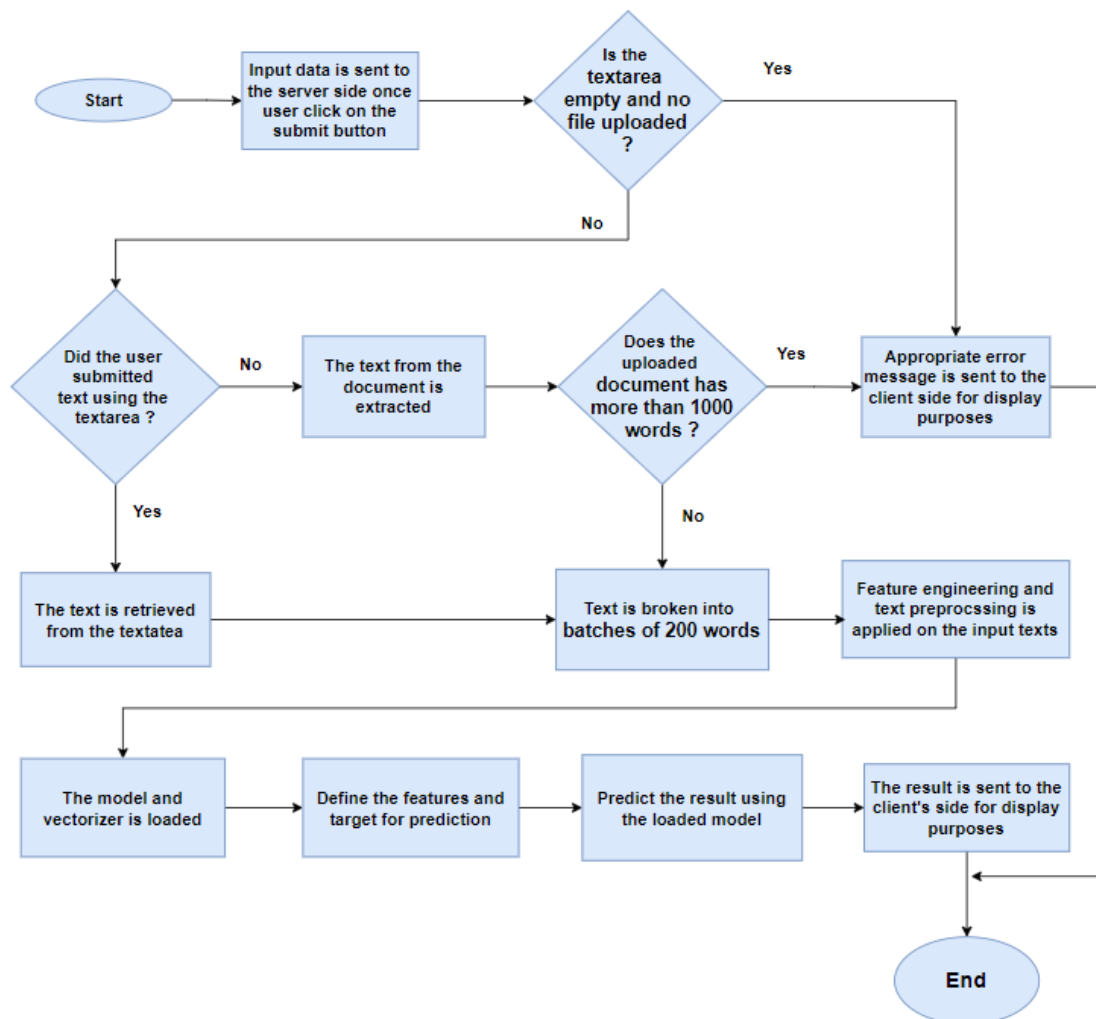 Start
Input data is sent to
the server side once
user click on the
submit button
Is the
textarea
empty and no
file uploaded
?
Yes
No
Did the user
submitted
text using the
textarea ?
No
The text from the
document is
extracted
Does the
uploaded
document has
more than 1000
words ?
Yes
Appropriate error
message is sent to the
client side for display
purposes
Yes
No
The text is retrieved
from the textatea
Text is broken into
batches of 200 words
Feature engineering and
text preprocssing is
applied on the input texts
The model and
vectorizer is loaded
Define the features and
target for prediction
Predict the result using
the loaded model
The result is sent to the
client's side for display
purposes
End